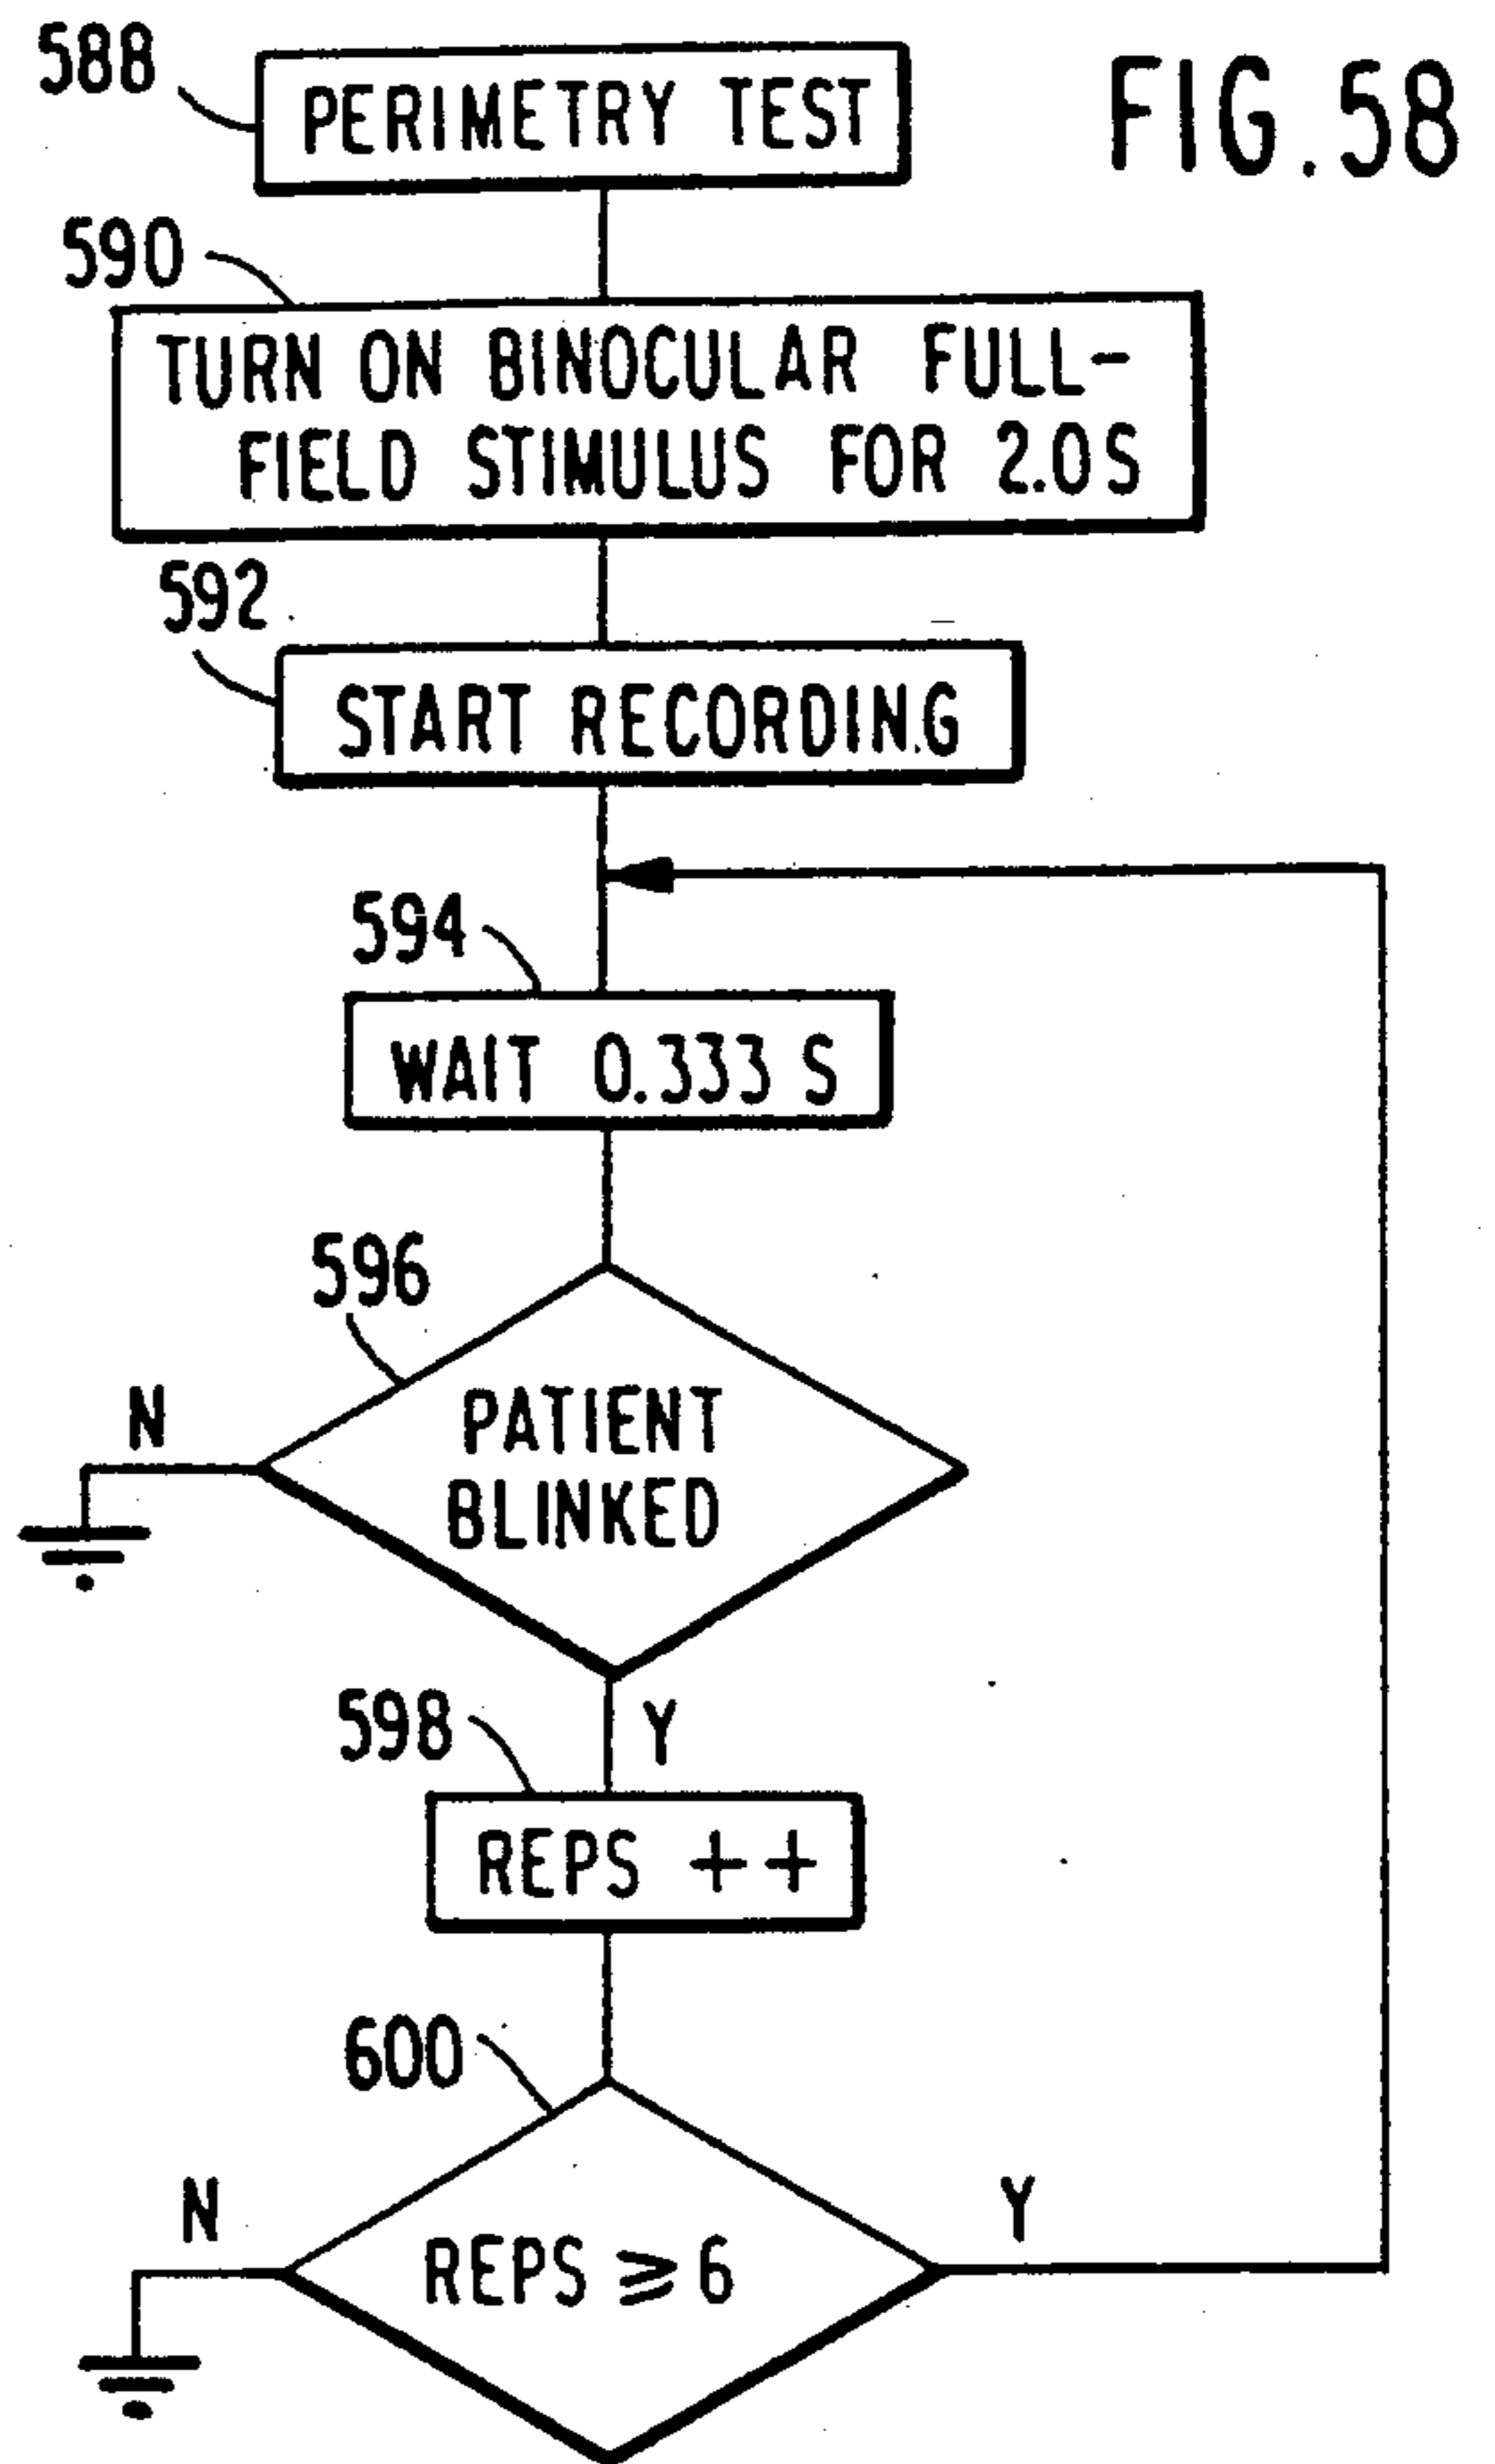 FIG. 58
588
PERIMETRY TEST
590
TURN ON BINOCULAR FULL-
FIELD STIMULUS FOR 2.0 S
592
START RECORDING
594
WAIT 0.333 S
596
N
PATIENT
BLINKED
598
Y
REPS ++
600
N
Y
REPS ⩾ 6